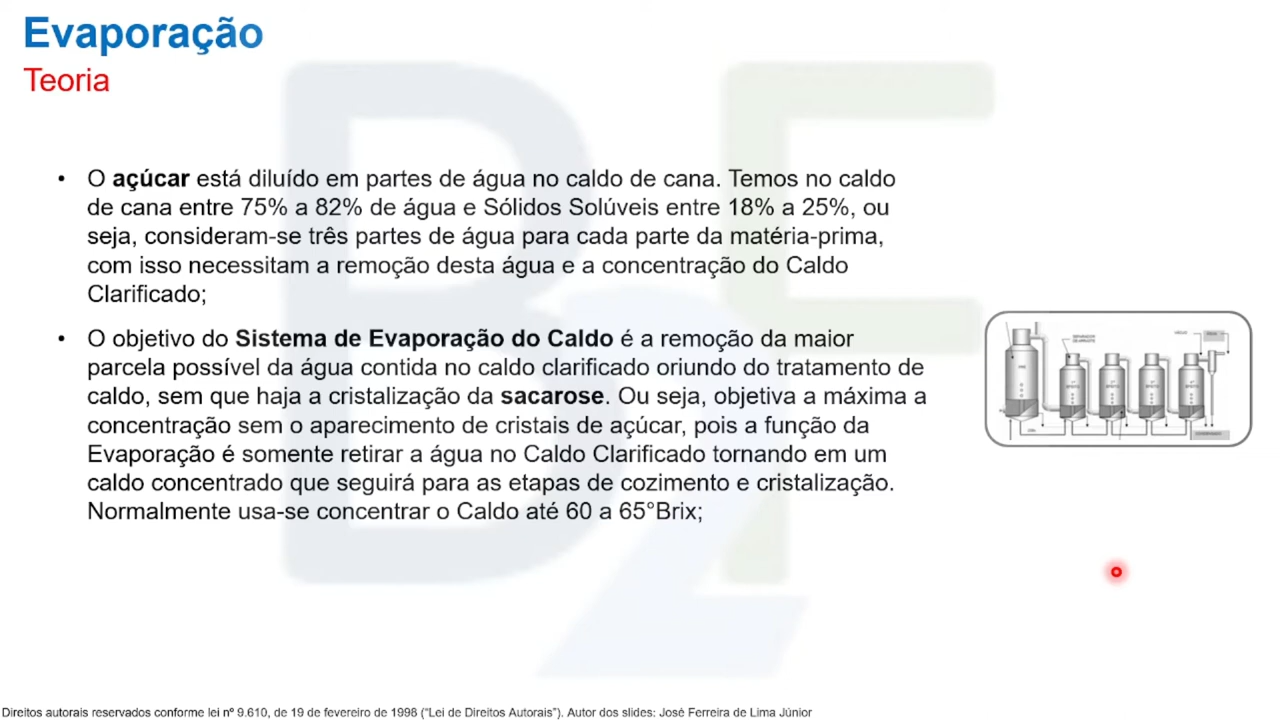 Evaporação
Teoria
• O açúcar está diluído em partes de água no caldo de cana. Temos no caldo
de cana entre 75% a 82% de água e Sólidos Solúveis entre 18% a 25%, ou
seja, consideram-se três partes de água para cada parte da matéria-prima,
com isso necessitam a remoção desta água e a concentração do Caldo
Clarificado;
• O objetivo do Sistema de Evaporação do Caldo é a remoção da maior
parcela possível da água contida no caldo clarificado oriundo do tratamento de
caldo, sem que haja a cristalização da sacarose. Ou seja, objetiva a máxima a
concentração sem o aparecimento de cristais de açúcar, pois a função da
Evaporação é somente retirar a água no Caldo Clarificado tornando em um
caldo concentrado que seguirá para as etapas de cozimento e cristalização.
Normalmente usa-se concentrar o Caldo até 60 a 65°Brix;
B2F
Direitos autorais reservados conforme lei nº 9.610, de 19 de fevereiro de 1998 (“Lei de Direitos Autorais”). Autor dos slides: José Ferreira de Lima Júnior